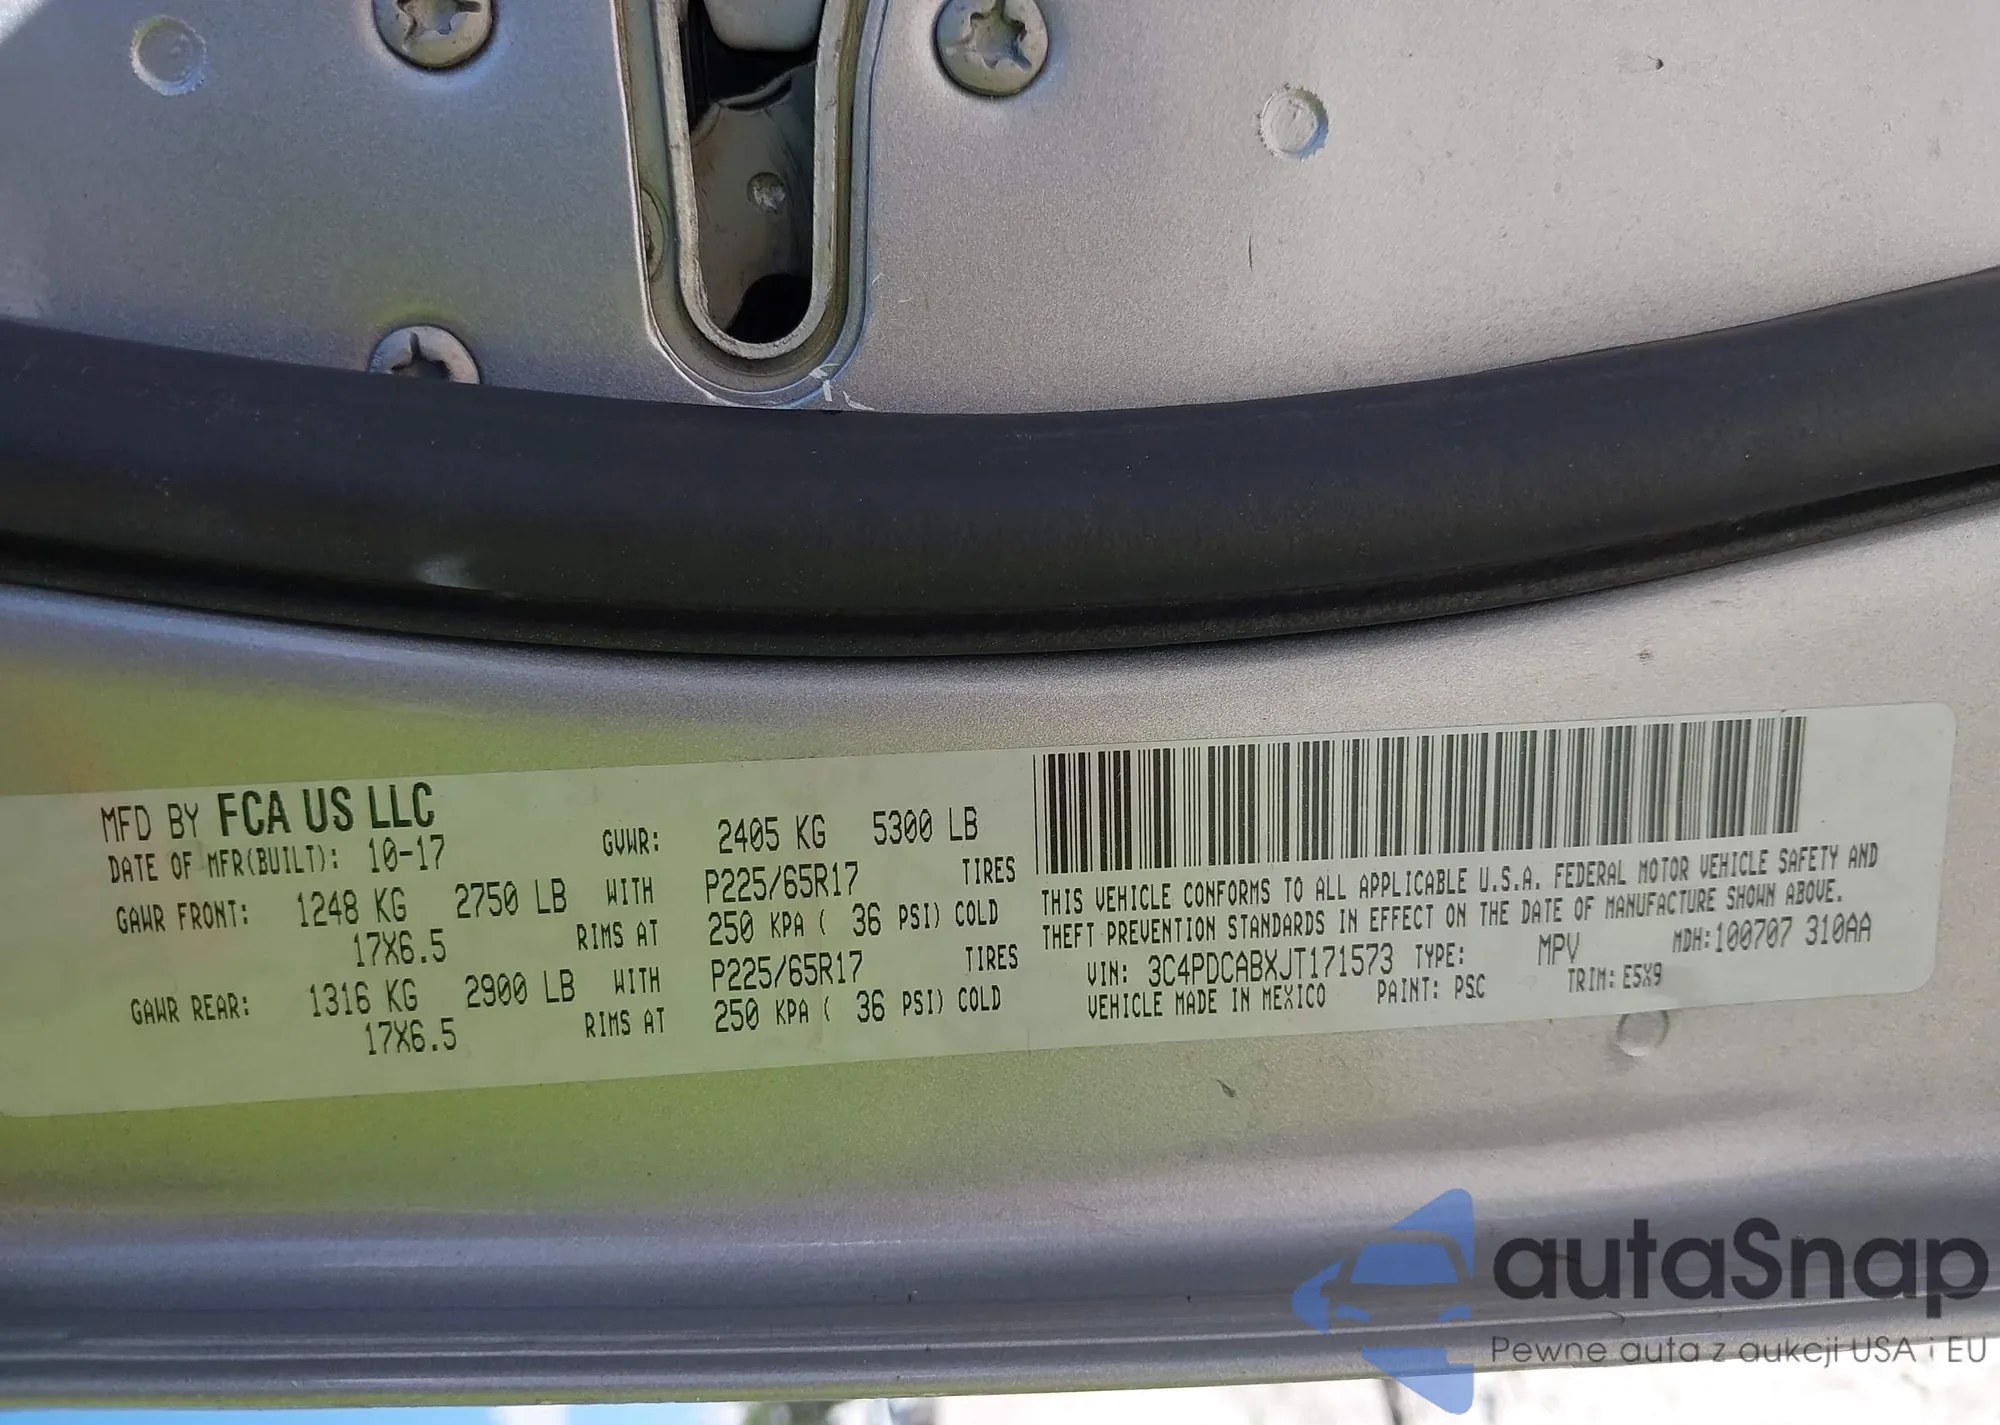 MFD BY FCA US LLC
DATE OF MFR(BUILT): 10-17
GVWR: 2405 KG 5300 LB
GAWR FRONT: 1248 KG 2750 LB WITH P225/65R17 TIRES
17X6.5 RIMS AT 250 KPA ( 36 PSI) COLD
GAWR REAR: 1316 KG 2900 LB WITH P225/65R17 TIRES
17X6.5 RIMS AT 250 KPA ( 36 PSI) COLD
THIS VEHICLE CONFORMS TO ALL APPLICABLE U.S.A. FEDERAL MOTOR VEHICLE SAFETY AND
THEFT PREVENTION STANDARDS IN EFFECT ON THE DATE OF MANUFACTURE SHOWN ABOVE.
VIN: 3C4PDCABXJT171573 TYPE: MPV MDH:100707 310AA
VEHICLE MADE IN MEXICO PAINT: PSC TRIM: E5X9
autaSnap
Pewne auta z aukcji USA i EU